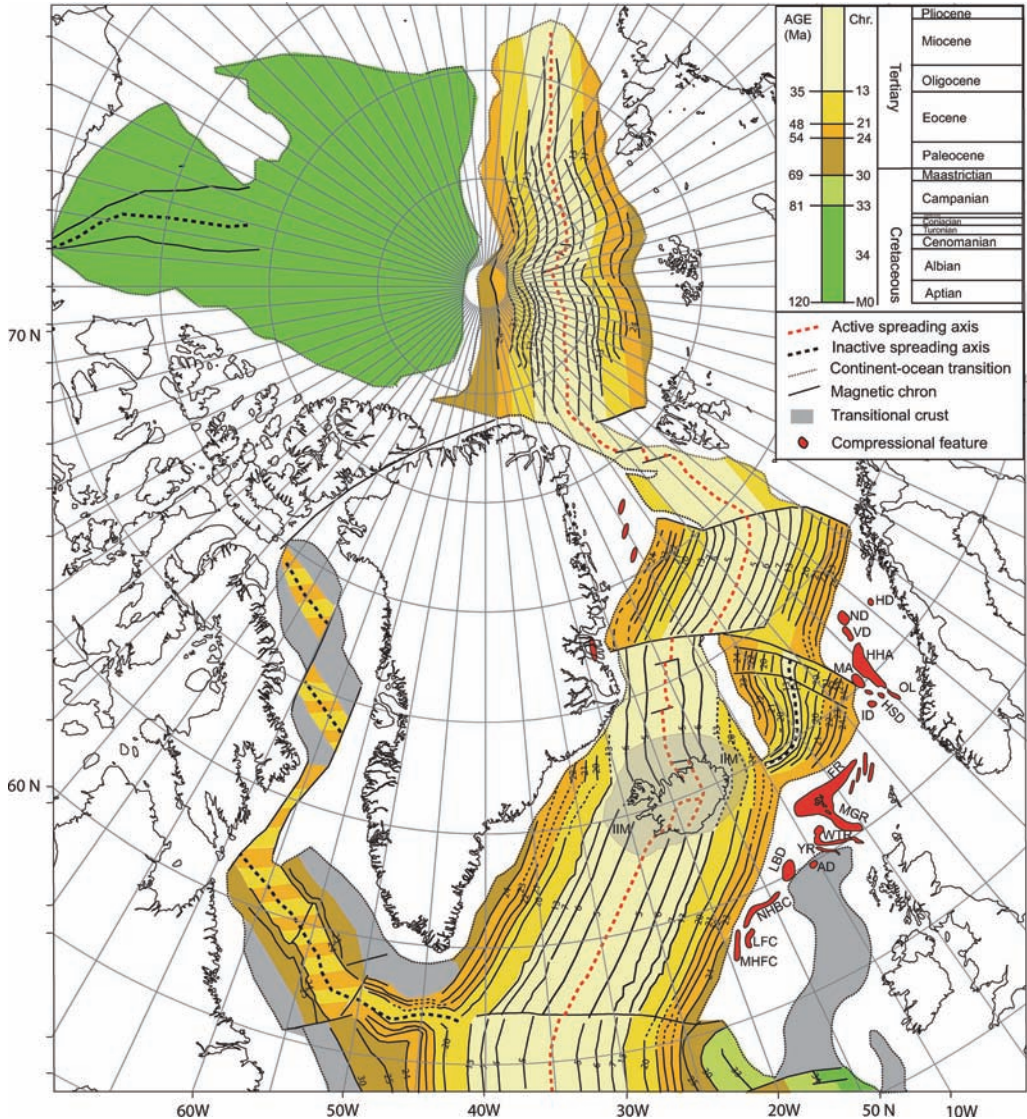 AGE
(Ma)
Chr.
35
48
54
69
81
120
13
21
24
30
33
34
M0
Tertiary
Cretaceous
Pliocene
Miocene
Oligocene
Eocene
Paleocene
Maastrictian
Campanian
Coniacian
Turonian
Cenomanian
Albian
Aptian
Active spreading axis
Inactive spreading axis
Continent-ocean transition
Magnetic chron
Transitional crust
Compressional feature
70 N
60 N
HD
ND
VD
HHA
MA
OL
HSD
ID
IIM
IIM
FR
MGR
WTR
YR
AD
LBD
NHBC
LFC
MHFC
60W
50W
40W
30W
20W
50 N
10W